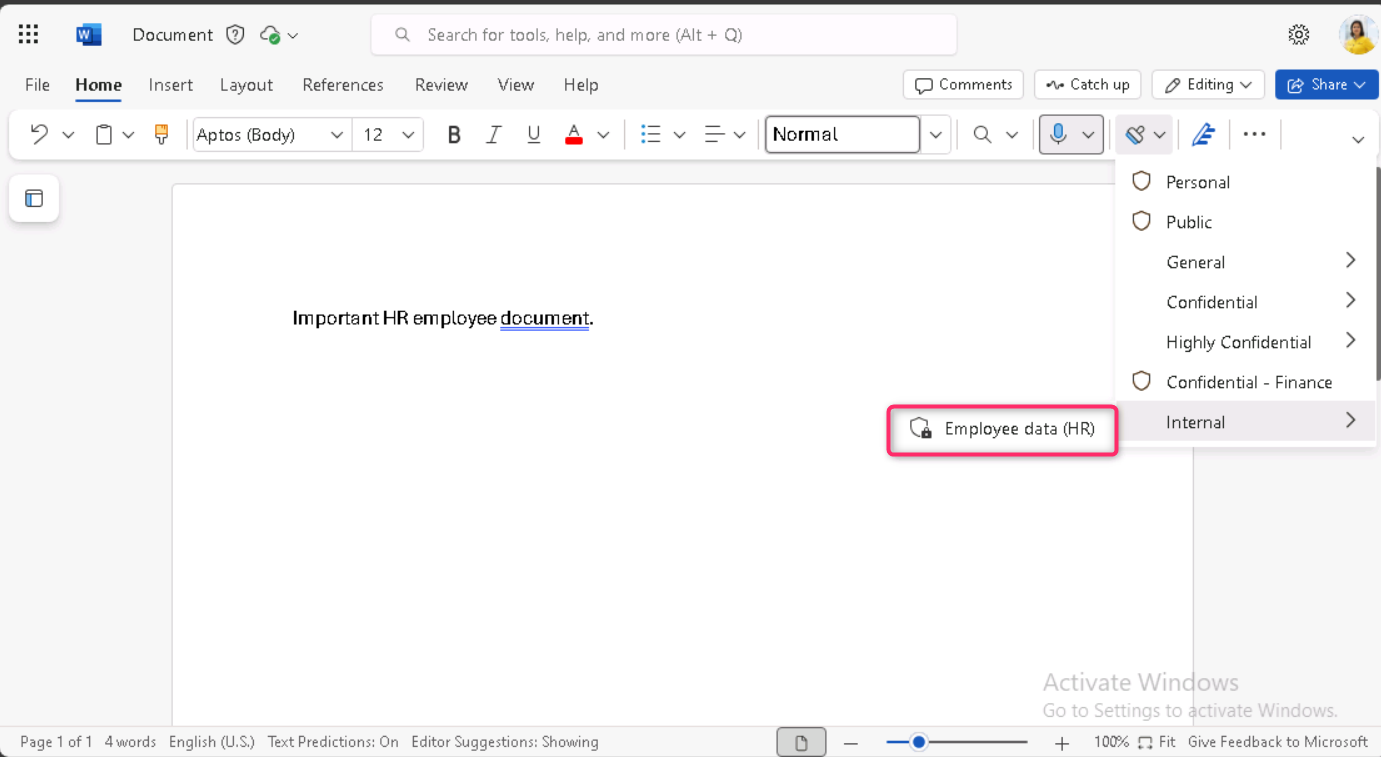 Document
Search for tools, help, and more (Alt + Q)
File Home Insert Layout References Review View Help
Comments Catch up Editing Share
Aptos (Body) 12 B I U A Normal
Personal
Public
General
Confidential
Important HR employee document.
Highly Confidential
Confidential - Finance
Internal
Employee data (HR)
Activate Windows
Go to Settings to activate Windows.
Page 1 of 1 4 words English (U.S.) Text Predictions: On Editor Suggestions: Showing 100% Fit Give Feedback to Microsoft